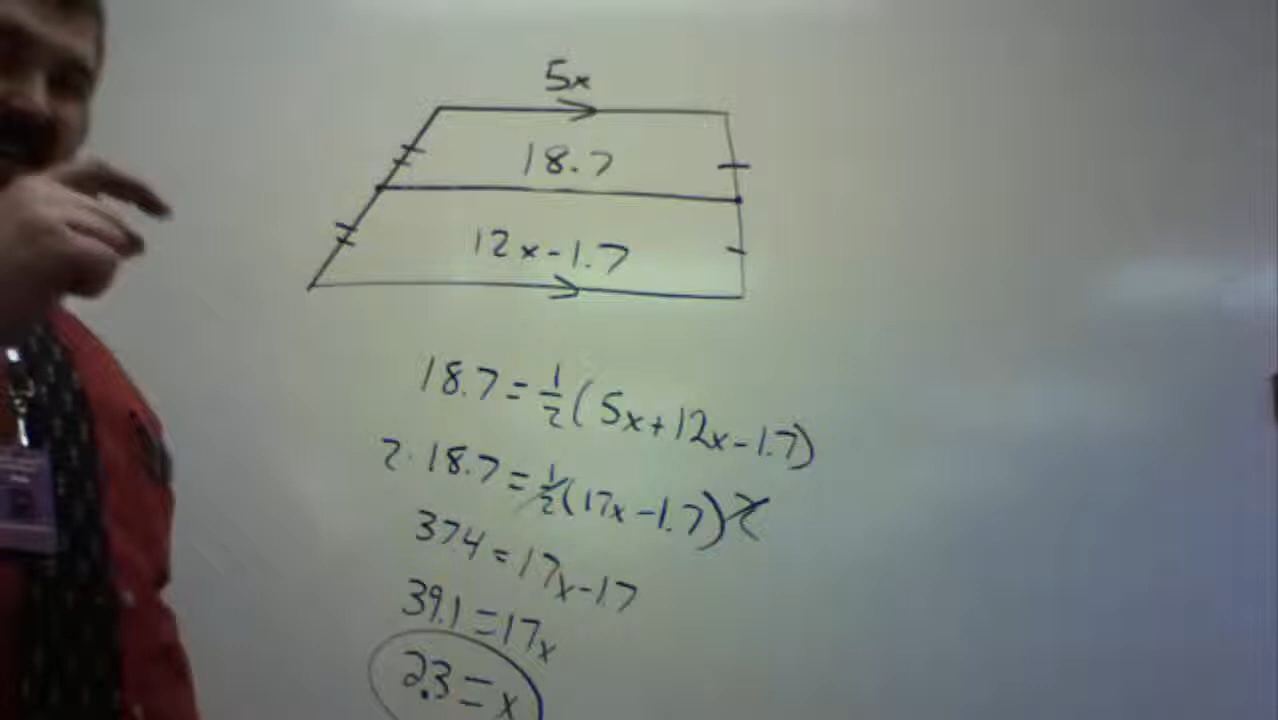 5x
18.7
12x-1.7
18.7=1/2(5x+12x-1.7)
2·18.7=1/2(17x-1.7)2
37.4=17x-1.7
39.1=17x
2.3=x